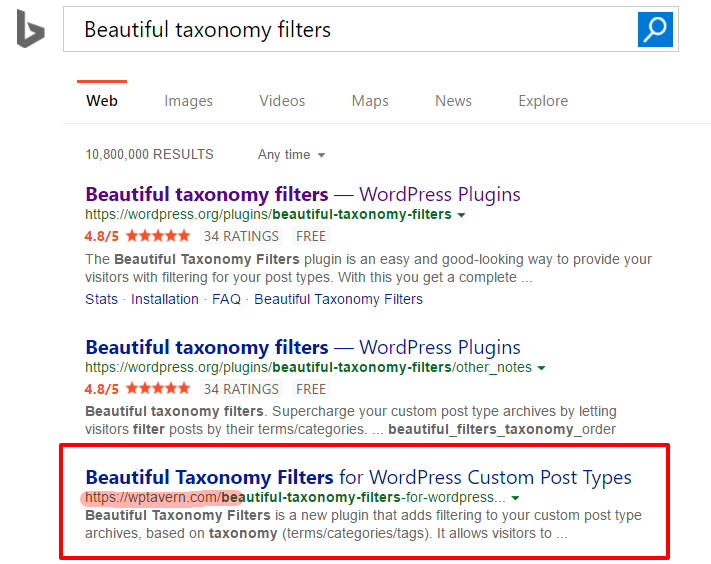 Beautiful taxonomy filters
Web Images Videos Maps News Explore
10,800,000 RESULTS Any time
Beautiful taxonomy filters — WordPress Plugins
https://wordpress.org/plugins/beautiful-taxonomy-filters
4.8/5 34 RATINGS FREE
The Beautiful Taxonomy Filters plugin is an easy and good-looking way to provide your
visitors with filtering for your post types. With this you get a complete ...
Stats · Installation · FAQ · Beautiful Taxonomy Filters
Beautiful taxonomy filters — WordPress Plugins
https://wordpress.org/plugins/beautiful-taxonomy-filters/other_notes
4.8/5 34 RATINGS FREE
Beautiful taxonomy filters. Supercharge your custom post type archives by letting
visitors filter posts by their terms/categories. ... beautiful_filters_taxonomy_order
Beautiful Taxonomy Filters for WordPress Custom Post Types
https://wptavern.com/beautiful-taxonomy-filters-for-wordpress...
Beautiful Taxonomy Filters is a new plugin that adds filtering to your custom post type
archives, based on taxonomy (terms/categories/tags). It allows visitors to ...